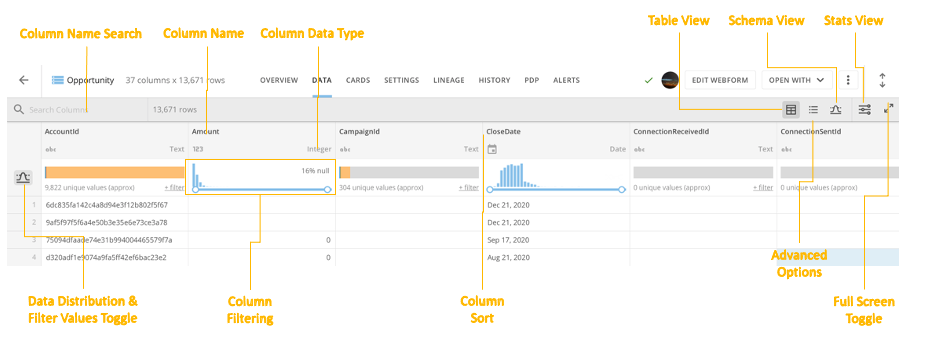 Table View Schema View Stats View
Column Name Search Column Name Column Data Type
Opportunity 37 columns x 13,671 rows OVERVIEW DATA CARDS SETTINGS LINEAGE HISTORY PDP ALERTS EDIT WEBFORM OPEN WITH
Search Columns 13,671 rows
AccountId Amount CampaignId CloseDate ConnectionReceivedId ConnectionSentId
abc Text 123 Integer abc Text Date abc Text abc
16% null
9,822 unique values (approx) + filter 304 unique values (approx) + filter 0 unique values (approx) + filter 0 unique values (approx)
1 6dc835fa142c4a8d94e3f12b802f5f67 Dec 21, 2020
2 9af5f97f5f6a4e50b3e35e6e73ce3a78 Dec 21, 2020
3 75094dfaade74e31b994004465579f7a 0 Sep 17, 2020
4 d320adf1e9074a9fa5ff42ef6bac23e2 0 Aug 21, 2020
Advanced
Options
Data Distribution & Column Column Full Screen
Filter Values Toggle Filtering Sort Toggle